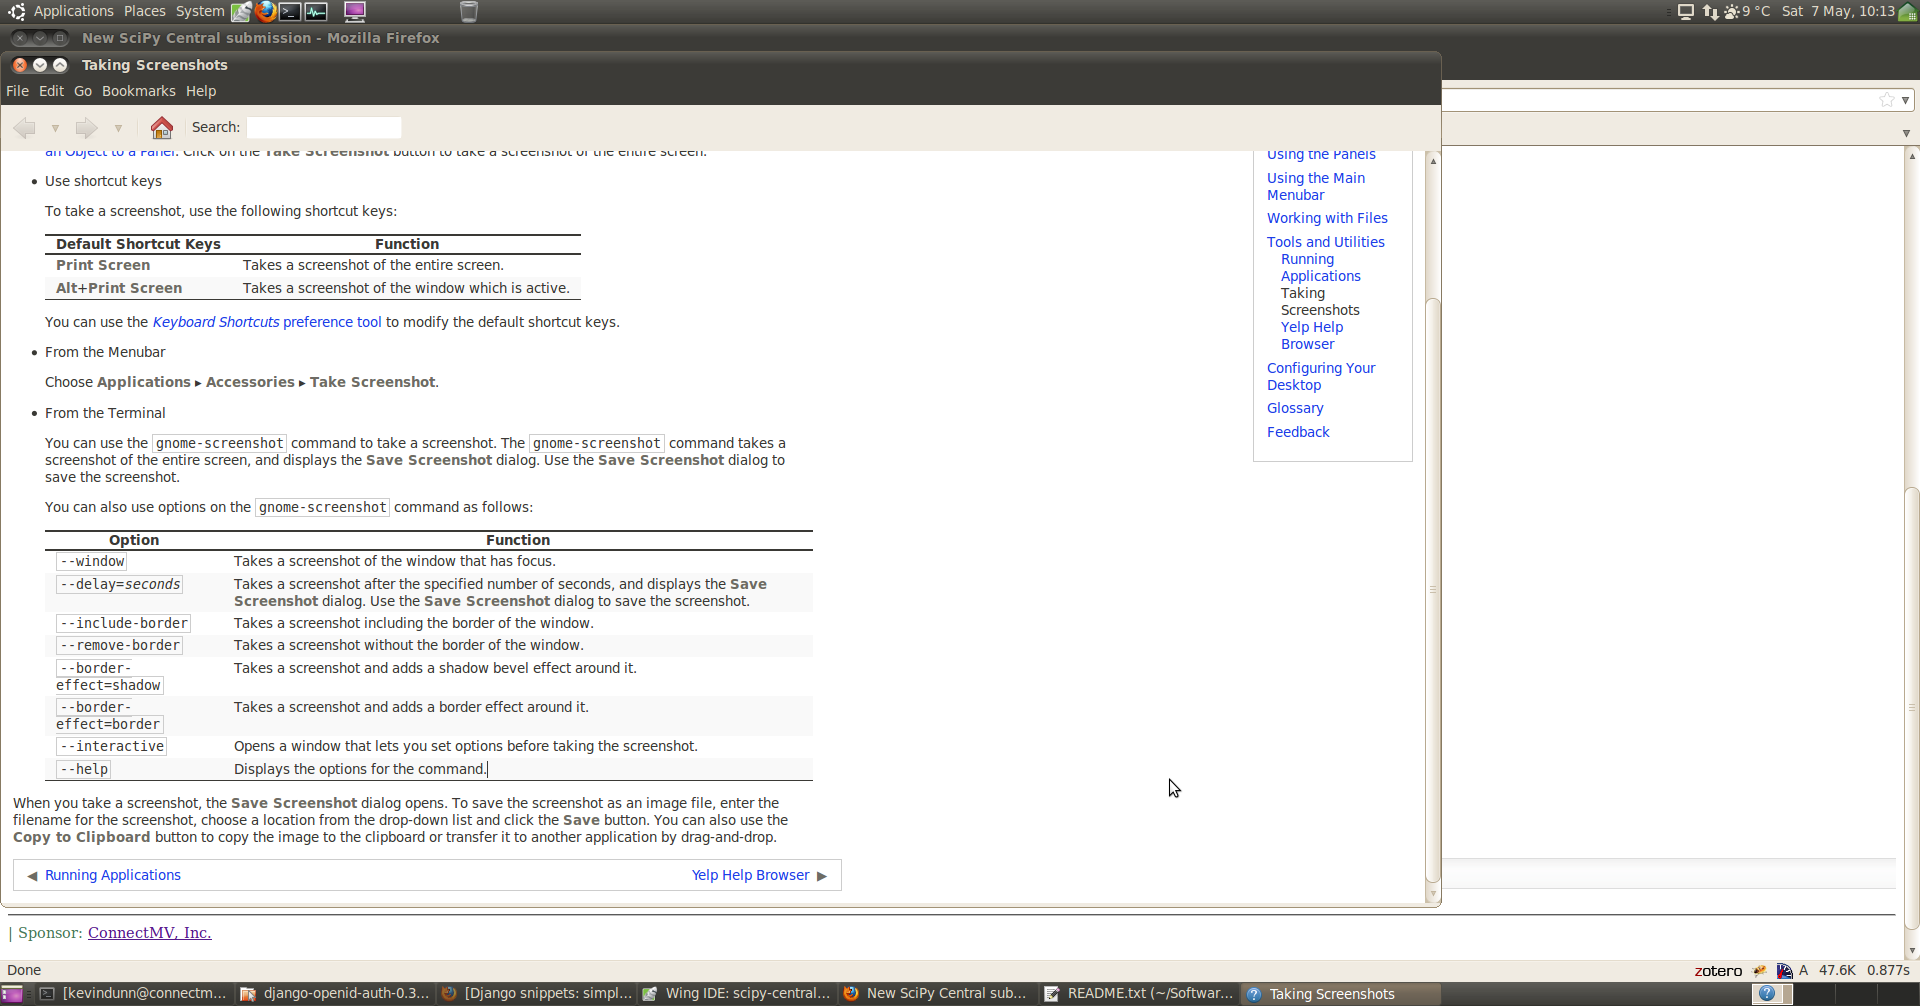 Applications Places System 9 °C Sat 7 May, 10:13
New SciPy Central submission - Mozilla Firefox
Taking Screenshots
File Edit Go Bookmarks Help
Search:
an Object to a Panel. Click on the Take Screenshot button to take a screenshot of the entire screen.
• Use shortcut keys
To take a screenshot, use the following shortcut keys:
Default Shortcut Keys Function
Print Screen Takes a screenshot of the entire screen.
Alt+Print Screen Takes a screenshot of the window which is active.
You can use the Keyboard Shortcuts preference tool to modify the default shortcut keys.
• From the Menubar
Choose Applications ▸ Accessories ▸ Take Screenshot.
• From the Terminal
You can use the gnome-screenshot command to take a screenshot. The gnome-screenshot command takes a
screenshot of the entire screen, and displays the Save Screenshot dialog. Use the Save Screenshot dialog to
save the screenshot.
You can also use options on the gnome-screenshot command as follows:
Option Function
--window Takes a screenshot of the window that has focus.
--delay=seconds Takes a screenshot after the specified number of seconds, and displays the Save
Screenshot dialog. Use the Save Screenshot dialog to save the screenshot.
--include-border Takes a screenshot including the border of the window.
--remove-border Takes a screenshot without the border of the window.
--border- Takes a screenshot and adds a shadow bevel effect around it.
effect=shadow
--border- Takes a screenshot and adds a border effect around it.
effect=border
--interactive Opens a window that lets you set options before taking the screenshot.
--help Displays the options for the command.
When you take a screenshot, the Save Screenshot dialog opens. To save the screenshot as an image file, enter the
filename for the screenshot, choose a location from the drop-down list and click the Save button. You can also use the
Copy to Clipboard button to copy the image to the clipboard or transfer it to another application by drag-and-drop.
◀ Running Applications Yelp Help Browser ▶
Using the Panels
Using the Main
Menubar
Working with Files
Tools and Utilities
Running
Applications
Taking
Screenshots
Yelp Help
Browser
Configuring Your
Desktop
Glossary
Feedback
| Sponsor: ConnectMV, Inc.
Done zotero A 47.6K 0.877s
[kevindunn@connectm... django-openid-auth-0.3... [Django snippets: simpl... Wing IDE: scipy-central... New SciPy Central sub... README.txt (~/Softwar... Taking Screenshots